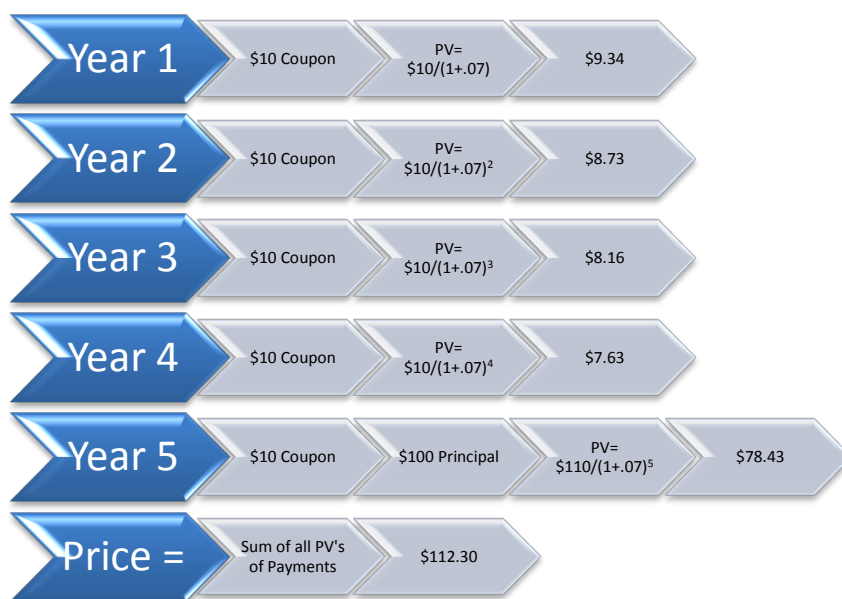 Year 1
$10 Coupon
PV=
$10/(1+.07)
$9.34
Year 2
$10 Coupon
PV=
$10/(1+.07)²
$8.73
Year 3
$10 Coupon
PV=
$10/(1+.07)³
$8.16
Year 4
$10 Coupon
PV=
$10/(1+.07)⁴
$7.63
Year 5
$10 Coupon
$100 Principal
PV=
$110/(1+.07)⁵
$78.43
Price =
Sum of all PV's
of Payments
$112.30